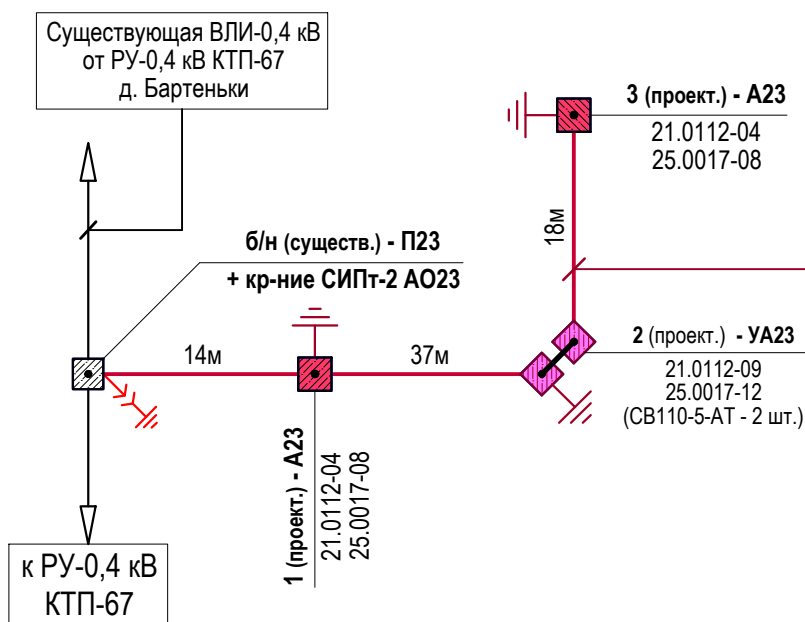 Существующая ВЛИ-0,4 кВ
от РУ-0,4 кВ КТП-67
д. Бартеньки
3 (проект.) - А23
21.0112-04
25.0017-08
18м
б/н (существ.) - П23
+ кр-ние СИПт-2 АО23
14м
37м
2 (проект.) - УА23
21.0112-09
25.0017-12
(СВ110-5-АТ - 2 шт.)
1 (проект.) - А23
21.0112-04
25.0017-08
к РУ-0,4 кВ
КТП-67